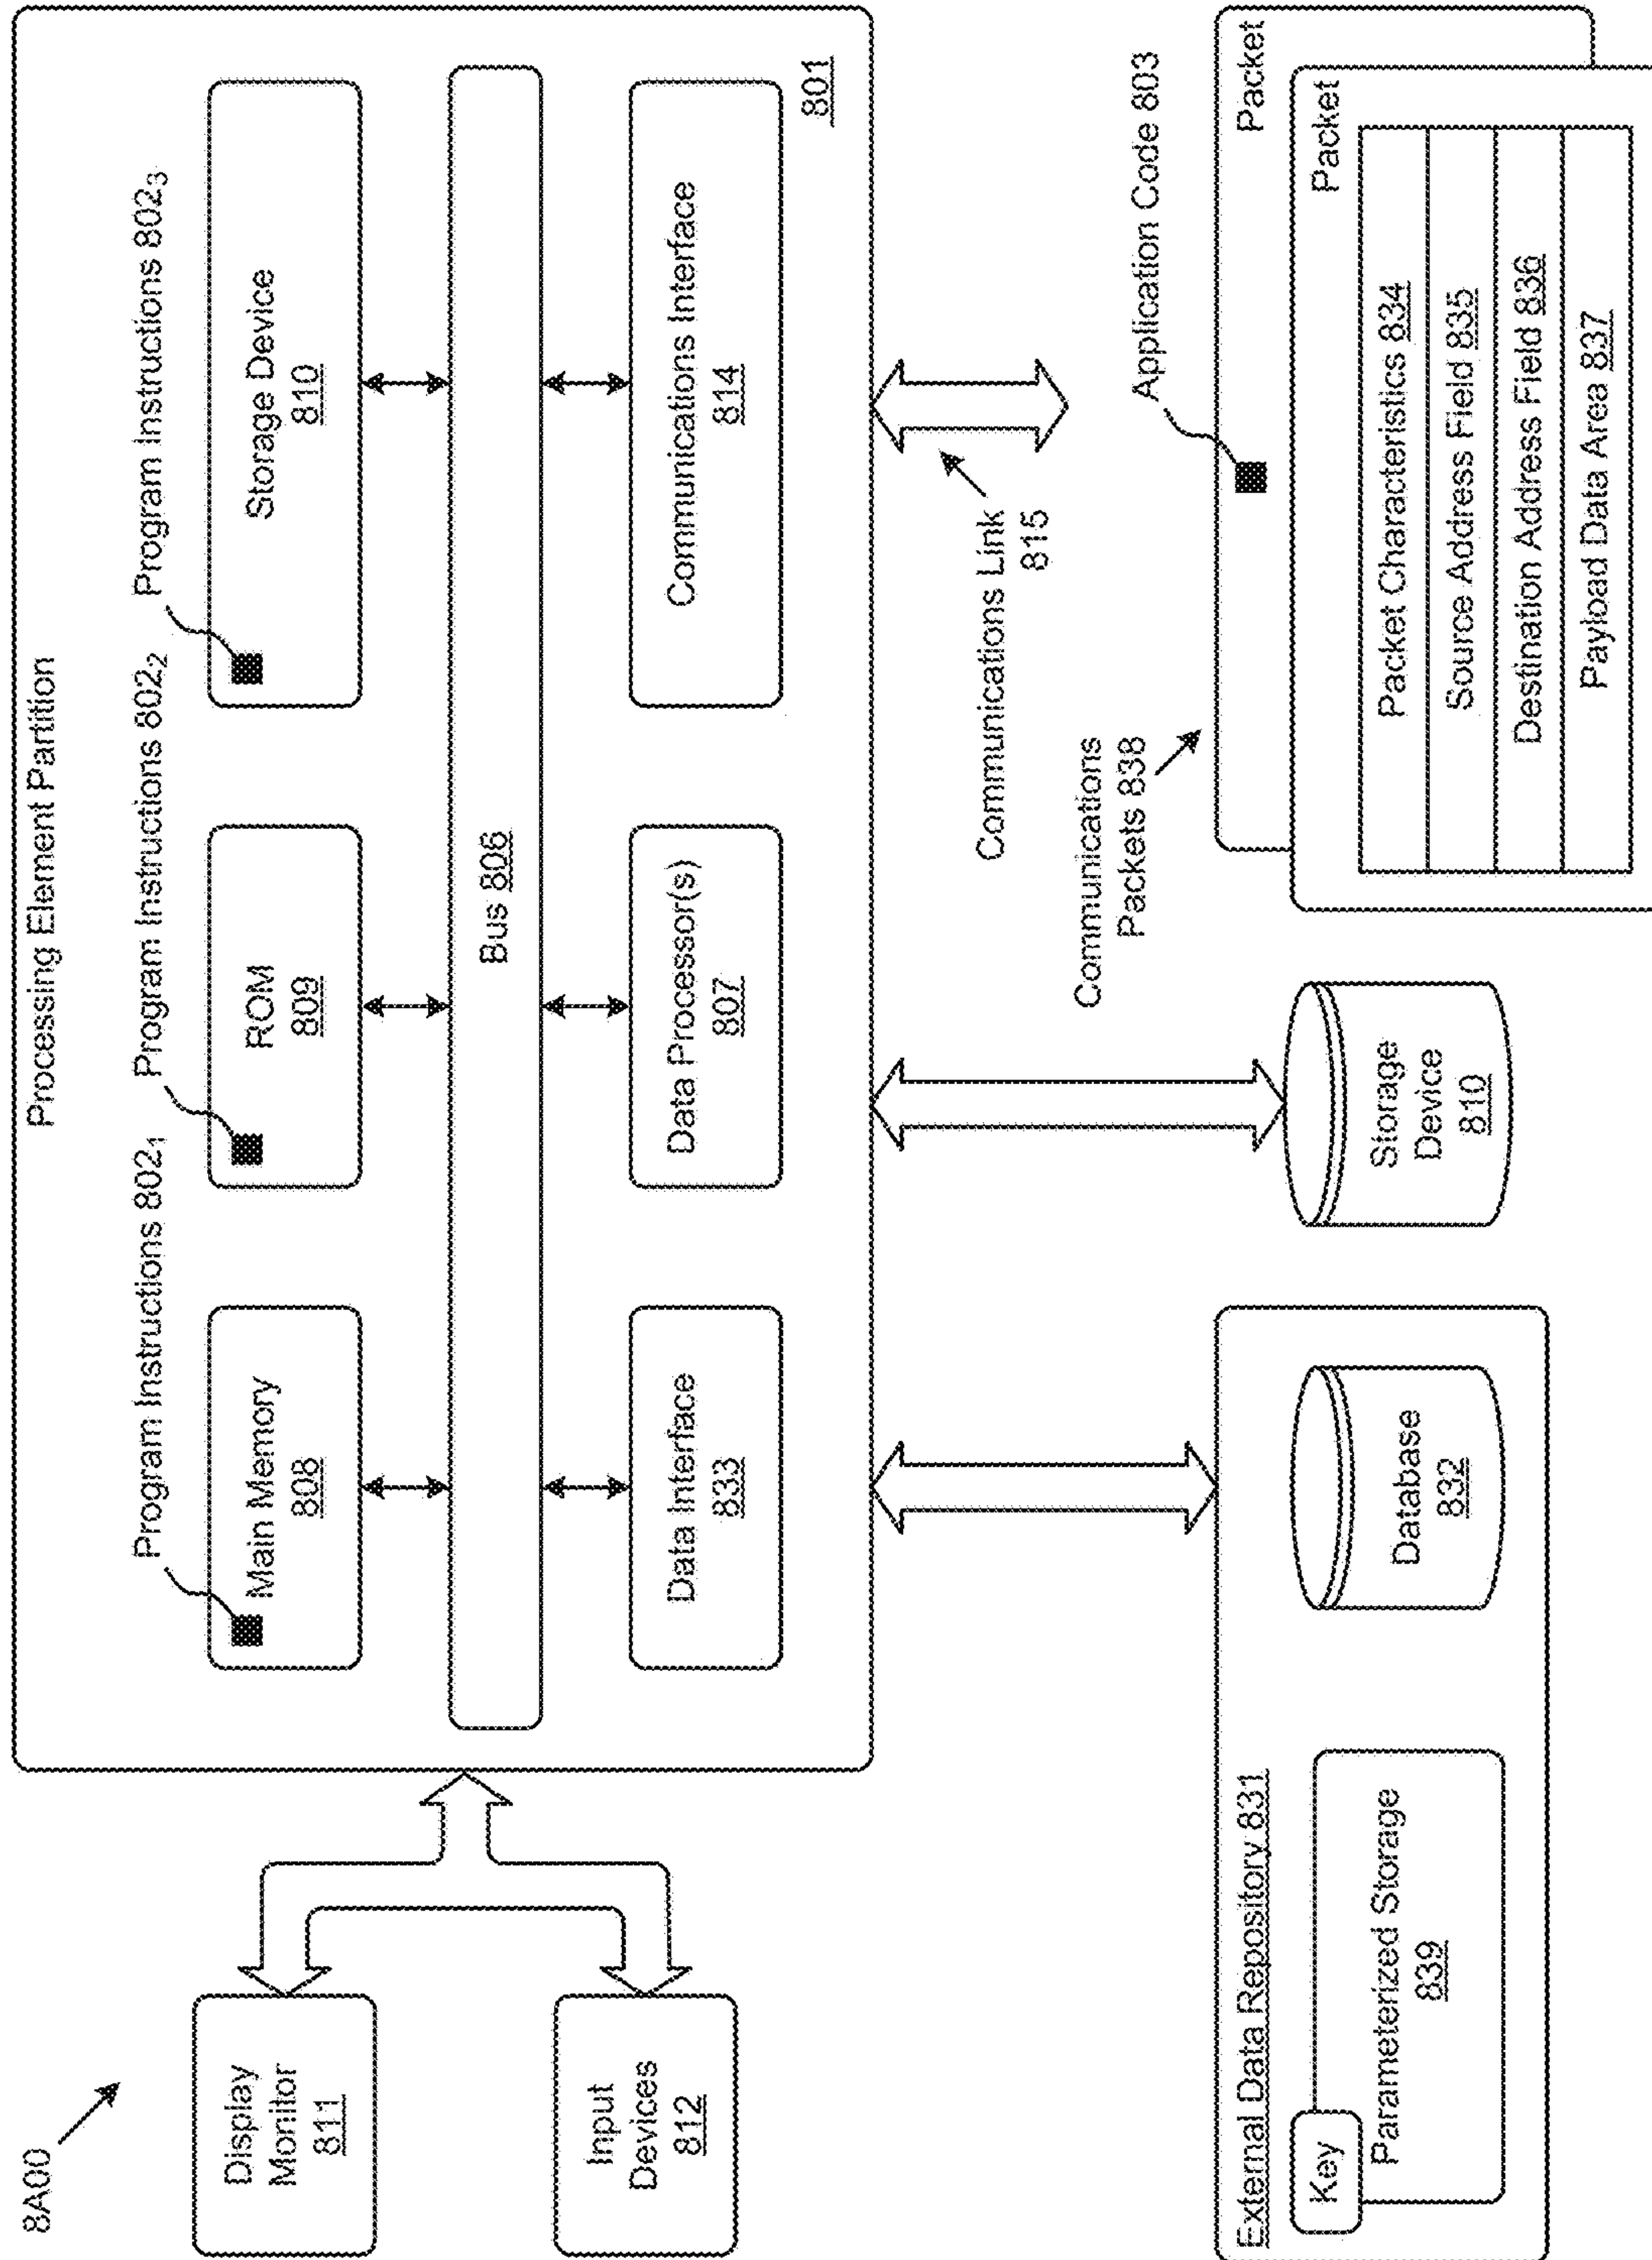 8A00
Processing Element Partition
Program Instructions 802₁
Program Instructions 802₂
Program Instructions 802₃
Display
Monitor
811
Main Memory
808
ROM
809
Storage Device
810
Bus 806
Input
Devices
812
Data Interface
833
Data Processor(s)
807
Communications Interface
814
801
Communications Link
815
Communications
Packets 838
Application Code 803
External Data Repository 831
Key
Parameterized Storage
839
Database
832
Storage
Device
810
Packet
Packet
Packet Characteristics 834
Source Address Field 835
Destination Address Field 836
Payload Data Area 837